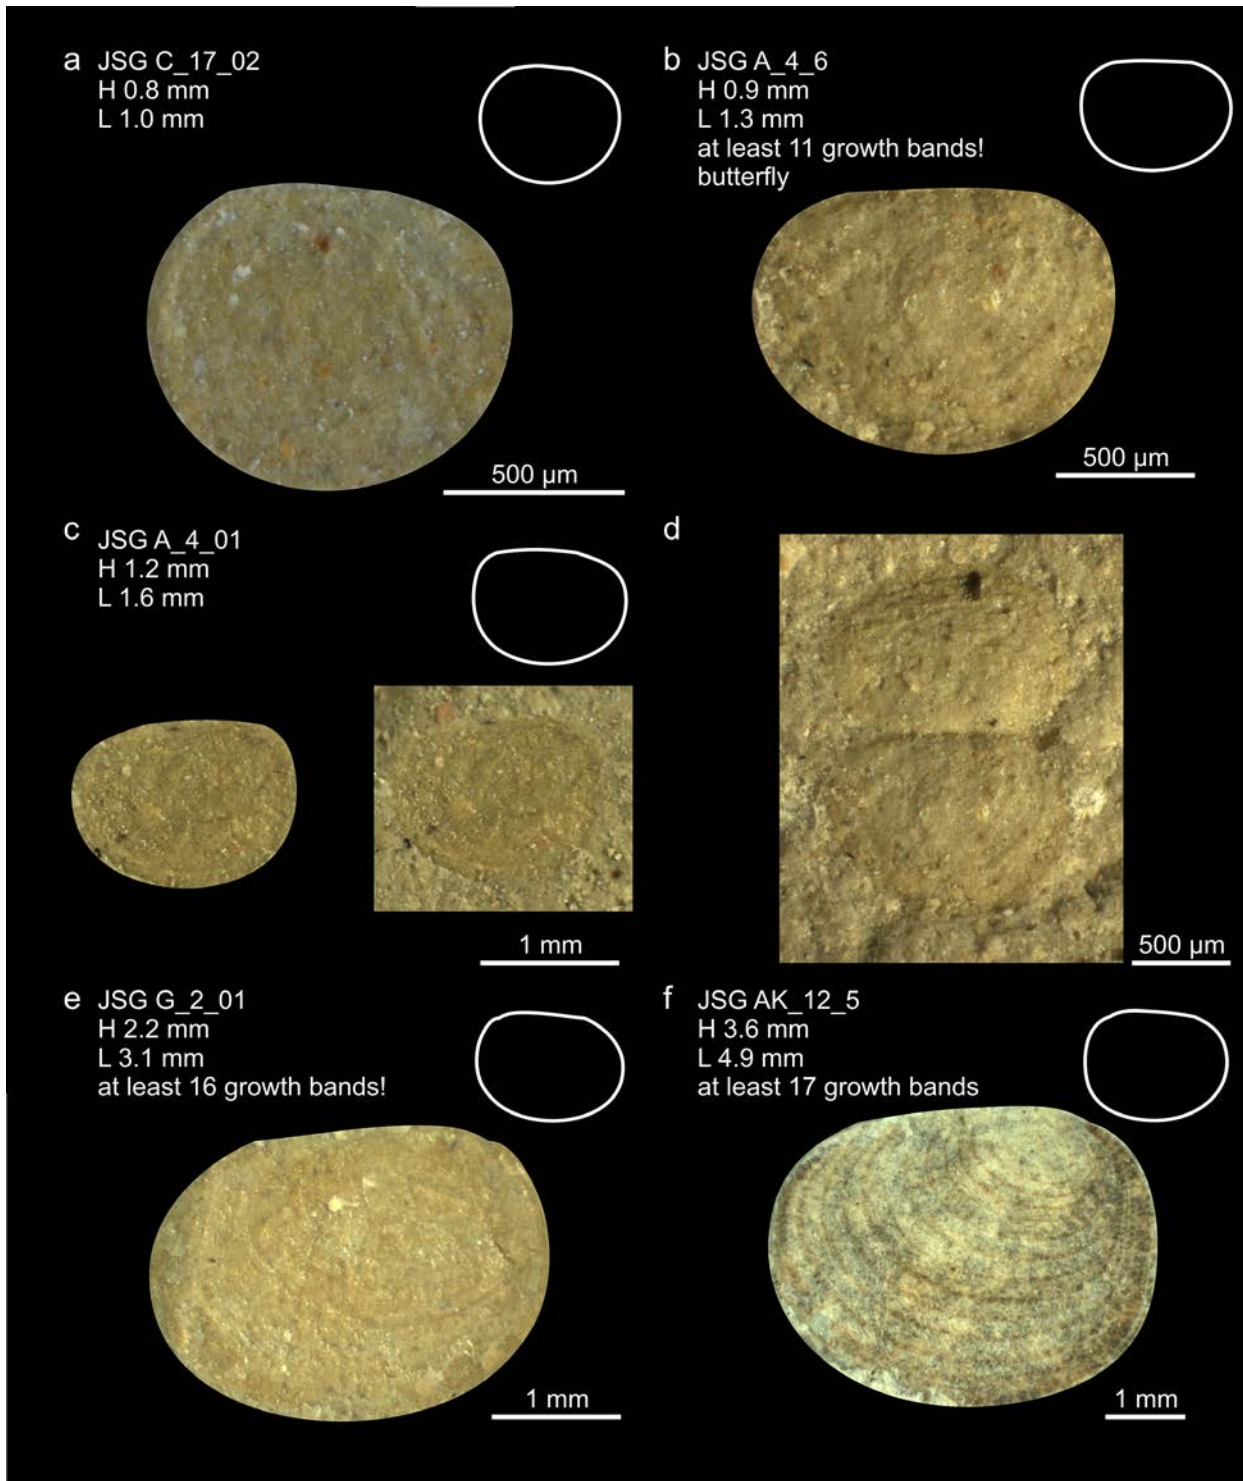 a JSG C_17_02
H 0.8 mm
L 1.0 mm
500 µm
b JSG A_4_6
H 0.9 mm
L 1.3 mm
at least 11 growth bands!
butterfly
500 µm
c JSG A_4_01
H 1.2 mm
L 1.6 mm
1 mm
d
500 µm
e JSG G_2_01
H 2.2 mm
L 3.1 mm
at least 16 growth bands!
1 mm
f JSG AK_12_5
H 3.6 mm
L 4.9 mm
at least 17 growth bands
1 mm